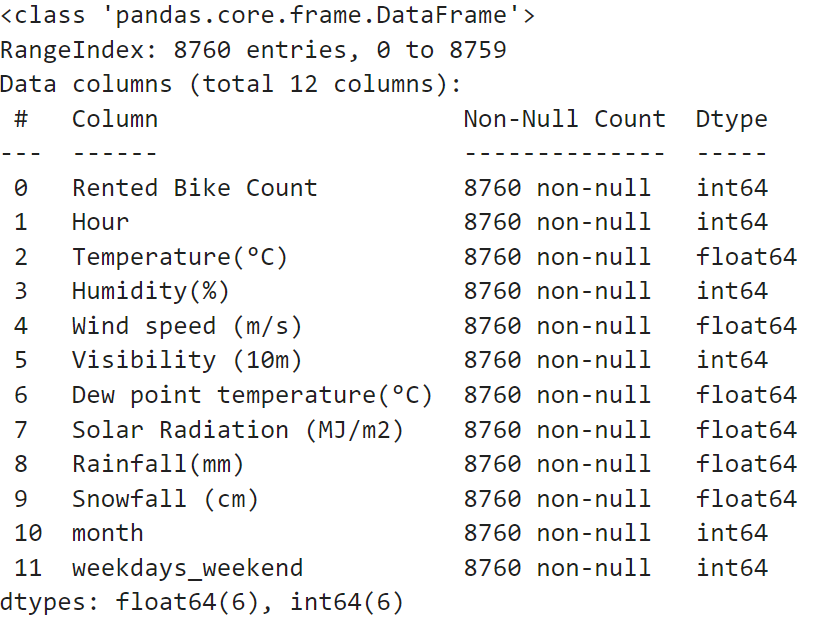 <class 'pandas.core.frame.DataFrame'>
RangeIndex: 8760 entries, 0 to 8759
Data columns (total 12 columns):
 #   Column                     Non-Null Count  Dtype
---  ------                     --------------  -----
 0   Rented Bike Count          8760 non-null   int64
 1   Hour                       8760 non-null   int64
 2   Temperature(°C)            8760 non-null   float64
 3   Humidity(%)                8760 non-null   int64
 4   Wind speed (m/s)           8760 non-null   float64
 5   Visibility (10m)           8760 non-null   int64
 6   Dew point temperature(°C)  8760 non-null   float64
 7   Solar Radiation (MJ/m2)    8760 non-null   float64
 8   Rainfall(mm)               8760 non-null   float64
 9   Snowfall (cm)              8760 non-null   float64
 10  month                      8760 non-null   int64
 11  weekdays_weekend           8760 non-null   int64
dtypes: float64(6), int64(6)